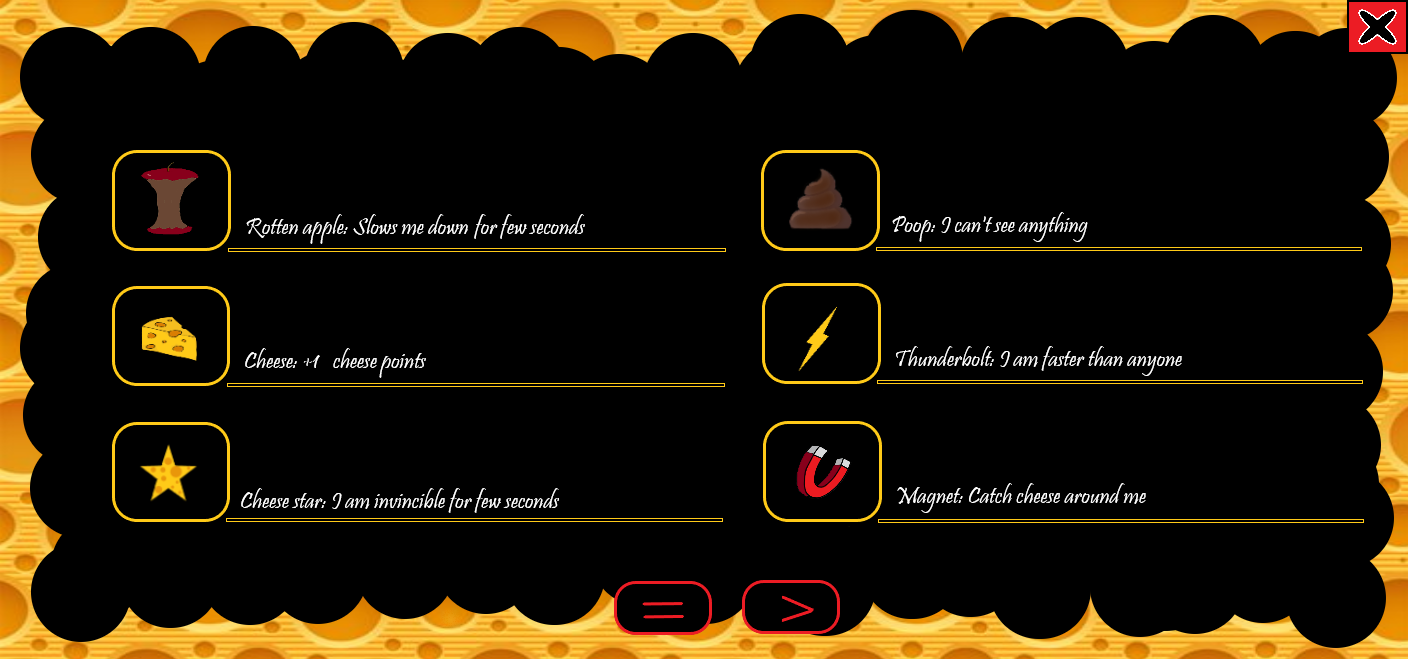 Rotten apple: Slows me down for few seconds
Poop: I can't see anything
Cheese: +1 cheese points
Thunderbolt: I am faster than anyone
Cheese star: I am invincible for few seconds
Magnet: Catch cheese around me
=
>